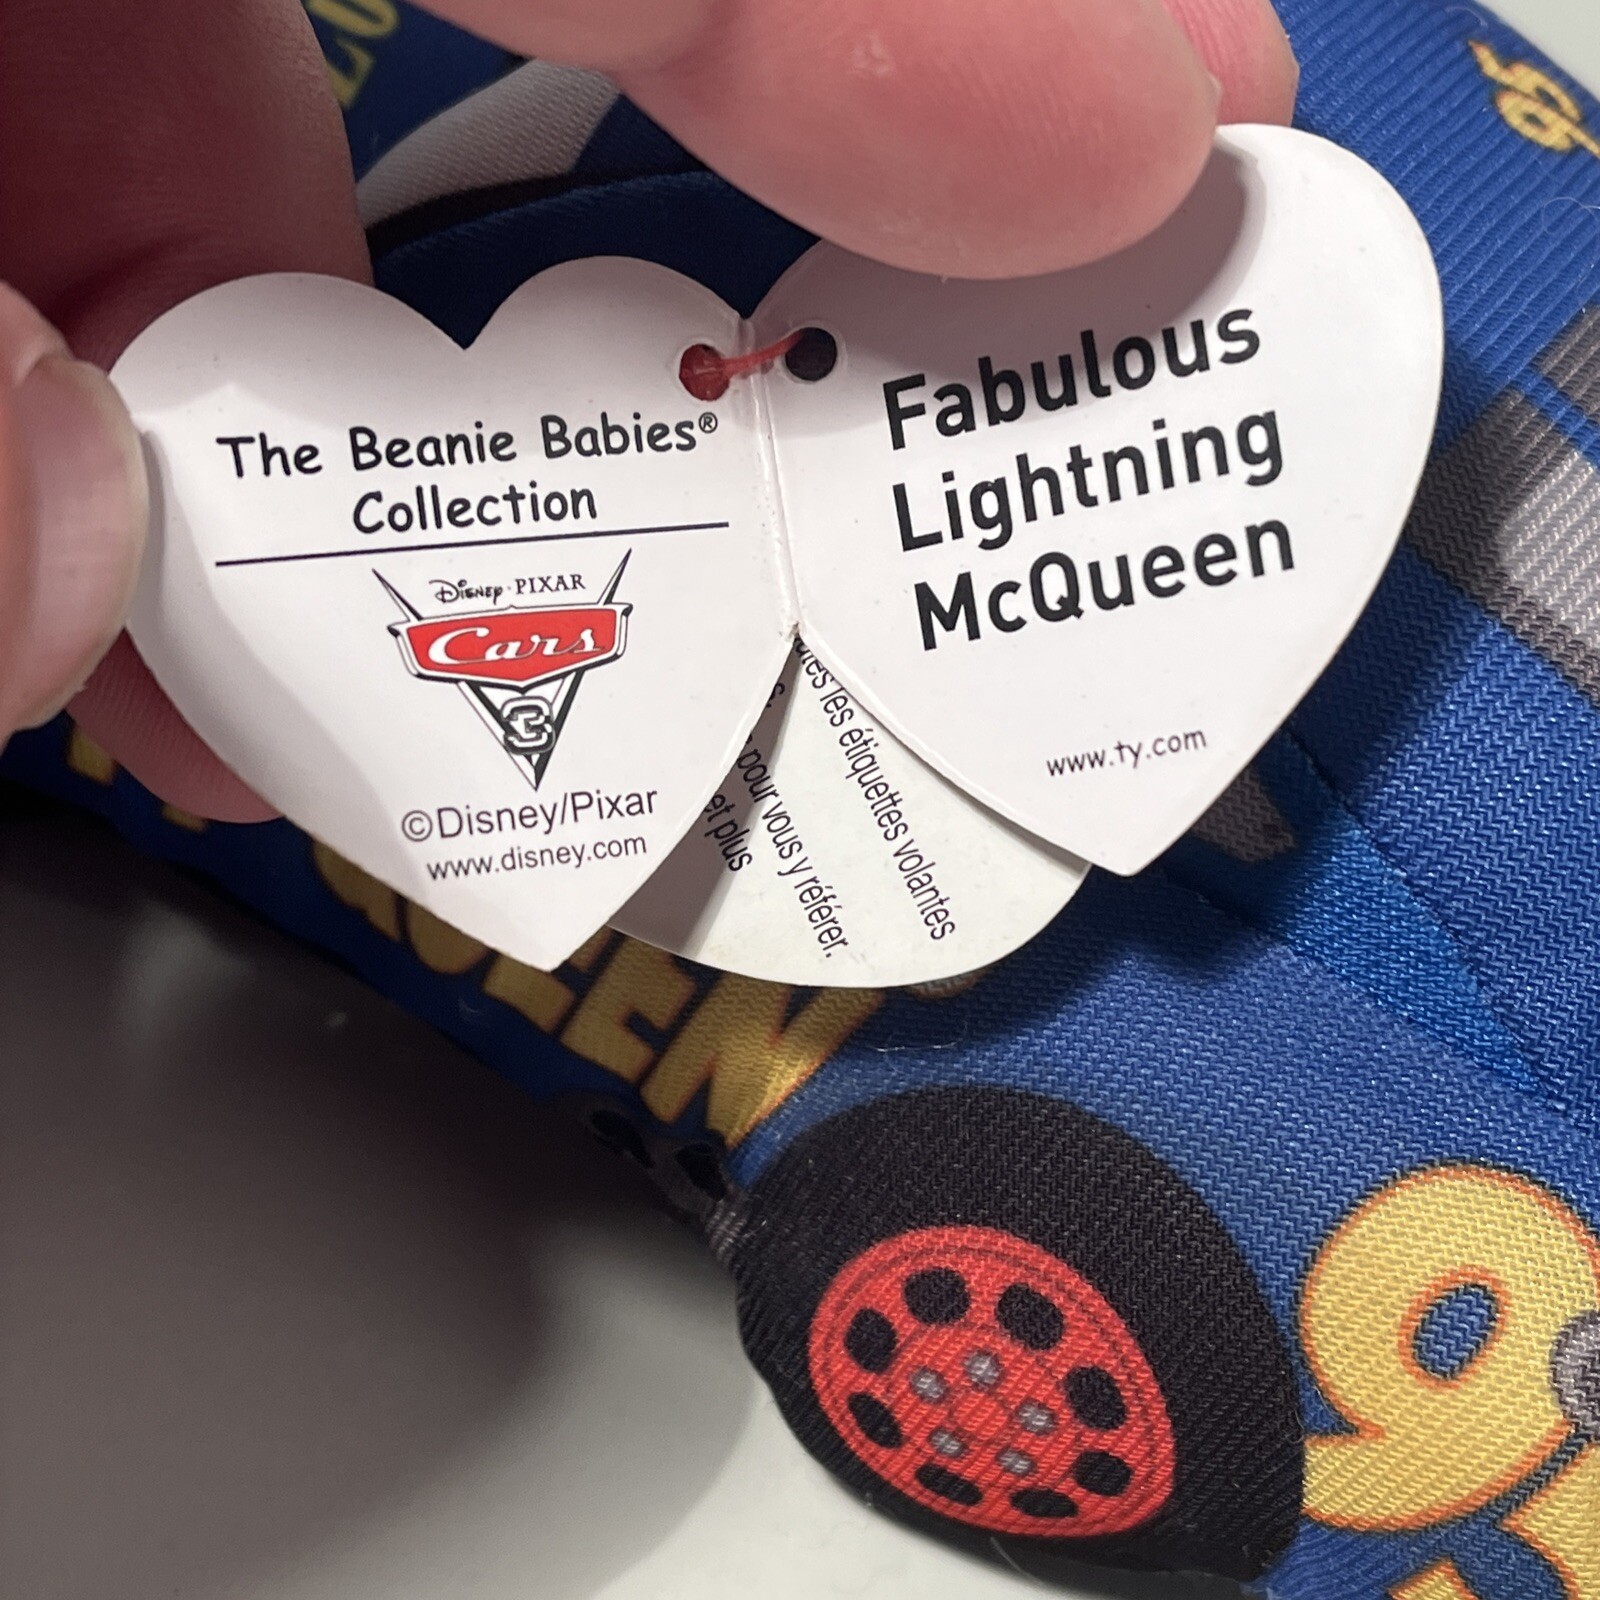 The Beanie Babies®
Collection
Disney·PIXAR
Cars
3
©Disney/Pixar
www.disney.com
Fabulous
Lightning
McQueen
www.ty.com
les étiquettes volantes
pour vous y référer.
et plus
95